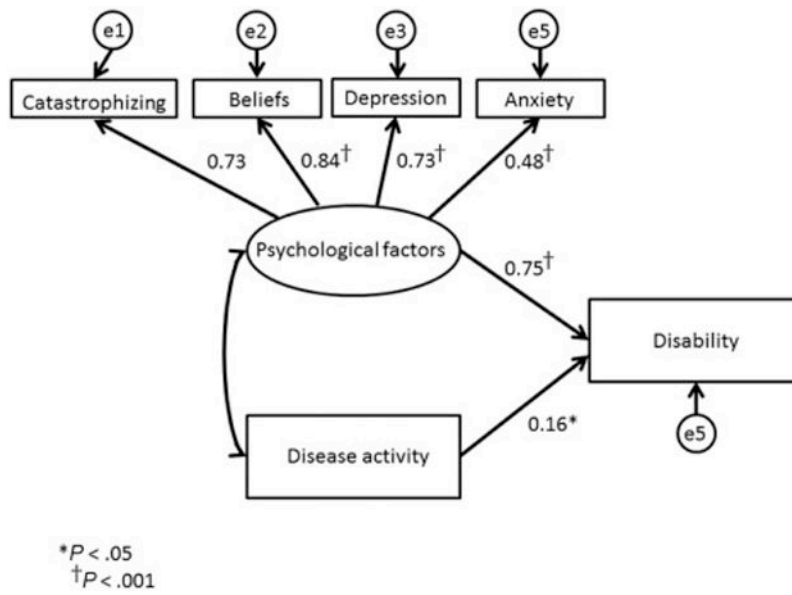 e1 e2 e3 e5
Catastrophizing Beliefs Depression Anxiety
0.73 0.84† 0.73† 0.48†
Psychological factors
0.75†
Disability
Disease activity
0.16*
e5
*P < .05
†P < .001